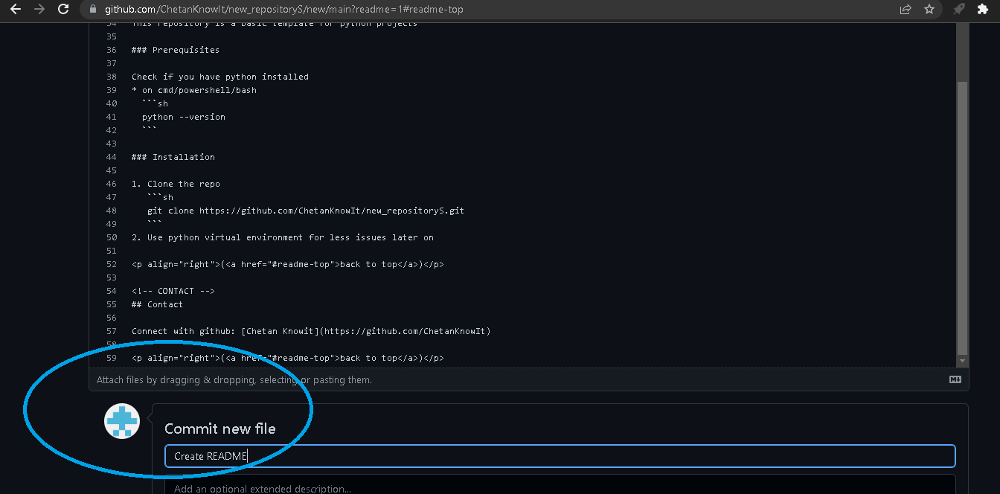 github.com/ChetanKnowIt/new_repositoryS/new/main?readme=1#readme-top
34 This repository is a basic template for python projects
35
36 ### Prerequisites
37
38 Check if you have python installed
39 * on cmd/powershell/bash
40   ```sh
41   python --version
42   ```
43
44 ### Installation
45
46 1. Clone the repo
47    ```sh
48    git clone https://github.com/ChetanKnowIt/new_repositoryS.git
49    ```
50 2. Use python virtual environment for less issues later on
51
52 <p align="right">(<a href="#readme-top">back to top</a>)</p>
53
54 <!-- CONTACT -->
55 ## Contact
56
57 Connect with github: [Chetan Knowit](https://github.com/ChetanKnowIt)
58
59 <p align="right">(<a href="#readme-top">back to top</a>)</p>
Attach files by dragging & dropping, selecting or pasting them.
Commit new file
Create README
Add an optional extended description...